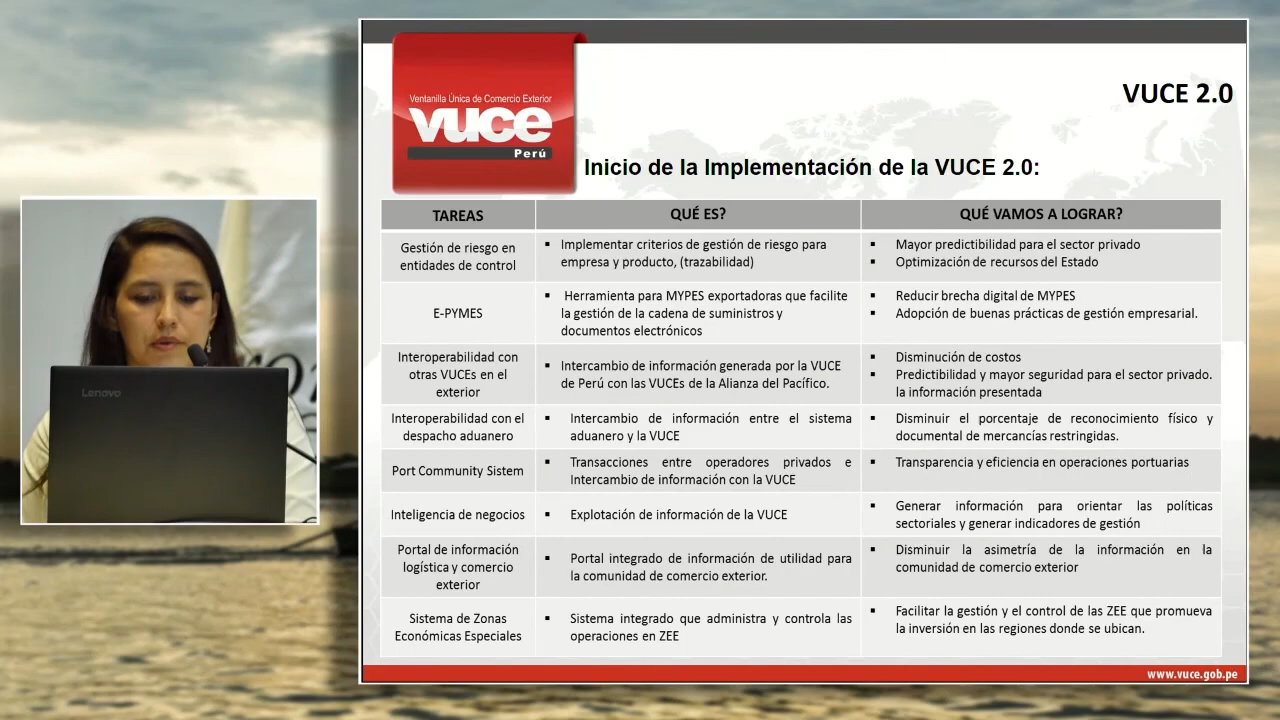 Ventanilla Única de Comercio Exterior
vuce
Perú
VUCE 2.0
Inicio de la Implementación de la VUCE 2.0:
TAREAS
QUÉ ES?
QUÉ VAMOS A LOGRAR?
Gestión de riesgo en
entidades de control
▪ Implementar criterios de gestión de riesgo para
empresa y producto, (trazabilidad)
▪ Mayor predictibilidad para el sector privado
▪ Optimización de recursos del Estado
E-PYMES
▪ Herramienta para MYPES exportadoras que facilite
la gestión de la cadena de suministros y
documentos electrónicos
▪ Reducir brecha digital de MYPES
▪ Adopción de buenas prácticas de gestión empresarial.
Interoperabilidad con
otras VUCEs en el
exterior
▪ Intercambio de información generada por la VUCE
de Perú con las VUCEs de la Alianza del Pacífico.
▪ Disminución de costos
▪ Predictibilidad y mayor seguridad para el sector privado.
la información presentada
Interoperabilidad con el
despacho aduanero
▪ Intercambio de información entre el sistema
aduanero y la VUCE
▪ Disminuir el porcentaje de reconocimiento físico y
documental de mercancías restringidas.
Port Community Sistem
▪ Transacciones entre operadores privados e
Intercambio de información con la VUCE
▪ Transparencia y eficiencia en operaciones portuarias
Inteligencia de negocios
▪ Explotación de información de la VUCE
▪ Generar información para orientar las políticas
sectoriales y generar indicadores de gestión
Portal de información
logística y comercio
exterior
▪ Portal integrado de información de utilidad para
la comunidad de comercio exterior.
▪ Disminuir la asimetría de la información en la
comunidad de comercio exterior
Sistema de Zonas
Económicas Especiales
▪ Sistema integrado que administra y controla las
operaciones en ZEE
▪ Facilitar la gestión y el control de las ZEE que promueva
la inversión en las regiones donde se ubican.
www.vuce.gob.pe
Lenovo